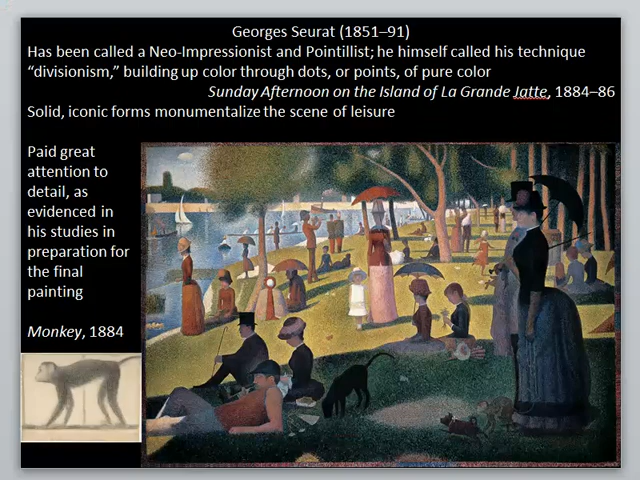 Georges Seurat (1851–91)
Has been called a Neo-Impressionist and Pointillist; he himself called his technique
“divisionism,” building up color through dots, or points, of pure color
Sunday Afternoon on the Island of La Grande Jatte, 1884–86
Solid, iconic forms monumentalize the scene of leisure
Paid great
attention to
detail, as
evidenced in
his studies in
preparation for
the final
painting
Monkey, 1884